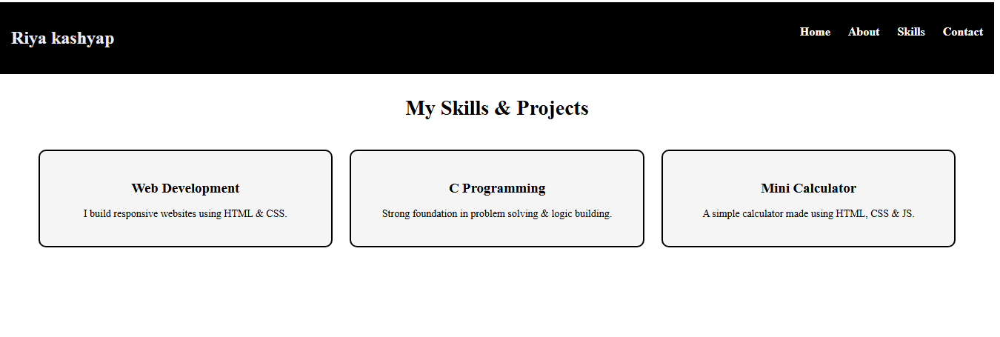 Riya kashyap
Home About Skills Contact
My Skills & Projects
Web Development
I build responsive websites using HTML & CSS.
C Programming
Strong foundation in problem solving & logic building.
Mini Calculator
A simple calculator made using HTML, CSS & JS.